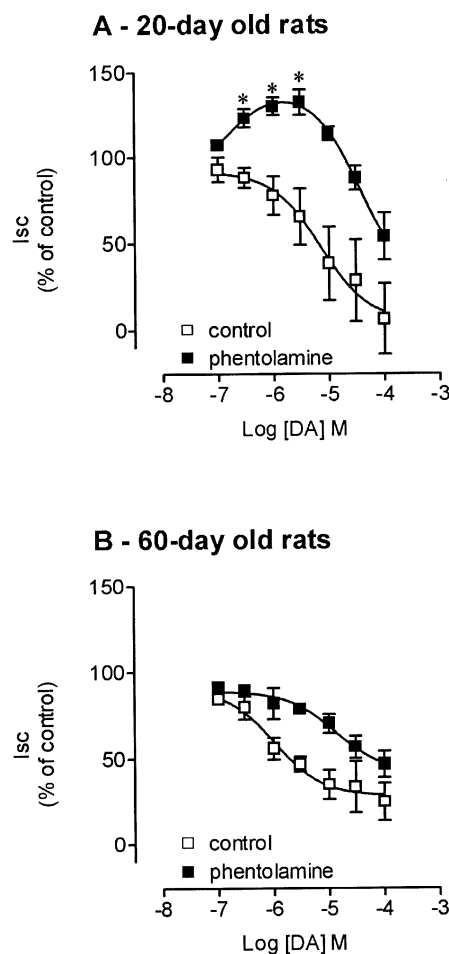 A - 20-day old rats
150
100
50
0
Isc
(% of control)
* * *
control
phentolamine
-8 -7 -6 -5 -4 -3
Log [DA] M
B - 60-day old rats
150
100
50
0
Isc
(% of control)
control
phentolamine
-8 -7 -6 -5 -4 -3
Log [DA] M